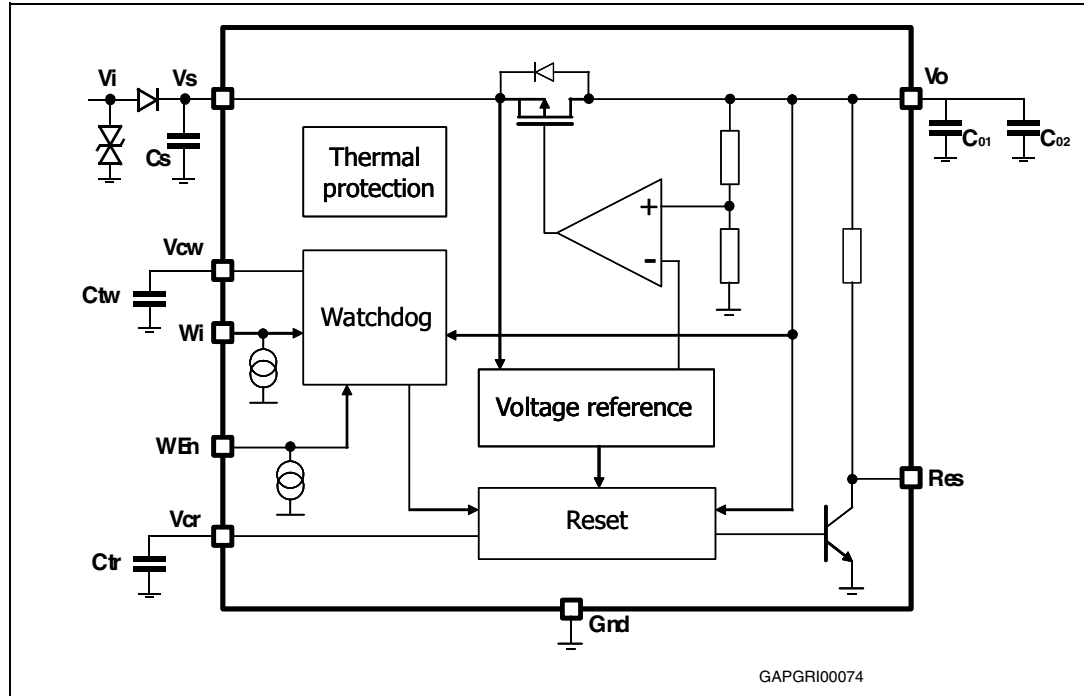 Vi
Vs
Vo
Cs
C01
C02
Thermal
protection
+
-
Vcw
Ctw
Watchdog
Wi
Voltage reference
WEn
Res
Vcr
Reset
Ctr
Gnd
GAPGRI00074